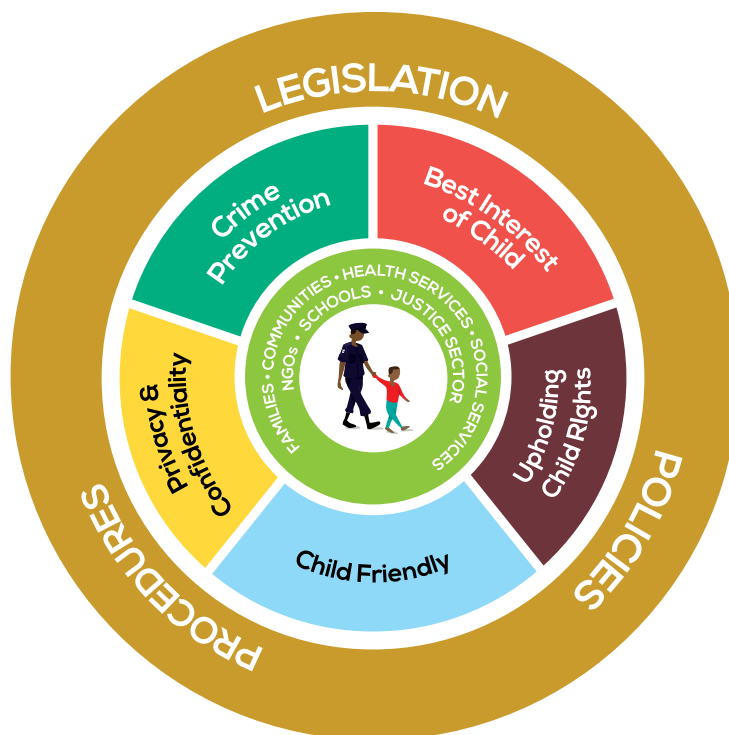 LEGISLATION
Crime
Prevention
Best Interest
of Child
FAMILIES • COMMUNITIES • HEALTH SERVICES • SOCIAL SERVICES
NGOs • SCHOOLS • JUSTICE SECTOR
Privacy &
Confidentiality
Upholding
Child Rights
Child Friendly
PROCEDURES
POLICIES